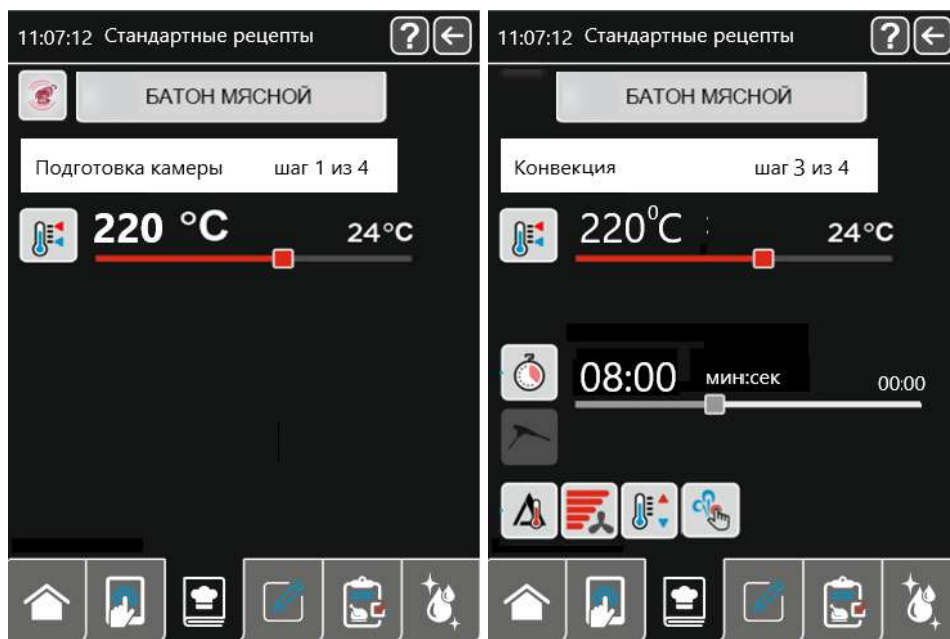 11:07:12 Стандартные рецепты ?
БАТОН МЯСНОЙ
Подготовка камеры шаг 1 из 4
220 °C 24°C
11:07:12 Стандартные рецепты ?
БАТОН МЯСНОЙ
Конвекция шаг 3 из 4
220⁰C : 24°C
08:00 мин:сек 00:00